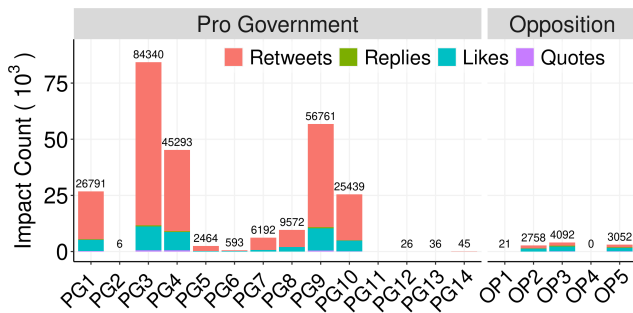 Pro Government Opposition
Retweets Replies Likes Quotes
Impact Count ( 10³ )
75
50
25
0
26791 6 84340 45293 2464 593 6192 9572 56761 25439 26 36 45 21 2758 4092 0 3052
PG1 PG2 PG3 PG4 PG5 PG6 PG7 PG8 PG9 PG10 PG11 PG12 PG13 PG14 OP1 OP2 OP3 OP4 OP5